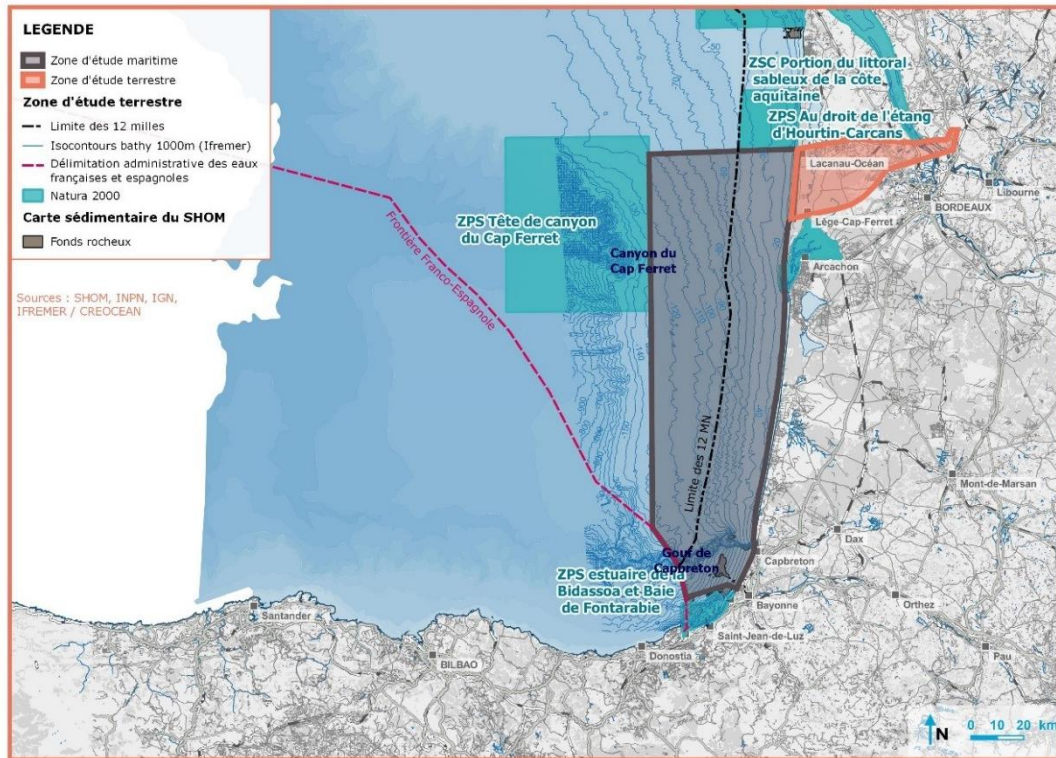 LEGENDE
Zone d'étude maritime
Zone d'étude terrestre
Zone d'étude terrestre
Limite des 12 milles
Isocontours bathy 1000m (Ifremer)
Délimitation administrative des eaux
françaises et espagnoles
Natura 2000
Carte sédimentaire du SHOM
Fonds rocheux
Sources : SHOM, INPN, IGN,
IFREMER / CREOCEAN
ZSC Portion du littoral
sableux de la côte
aquitaine
ZPS Au droit de l'étang
d'Hourtin-Carcans
Lacanau-Océan
Libourne
BORDEAUX
Lège-Cap-Ferret
ZPS Tête de canyon
du Cap Ferret
Canyon du
Cap Ferret
Arcachon
Frontière Franco-Espagnole
Limite des 12 MN
Mont-de-Marsan
Dax
Gouf de
Capbreton
Capbreton
ZPS estuaire de la
Bidassoa et Baie
de Fontarabie
Bayonne
Orthez
Santander
Saint-Jean-de-Luz
BILBAO
Donostia
Pau
N
0 10 20 km